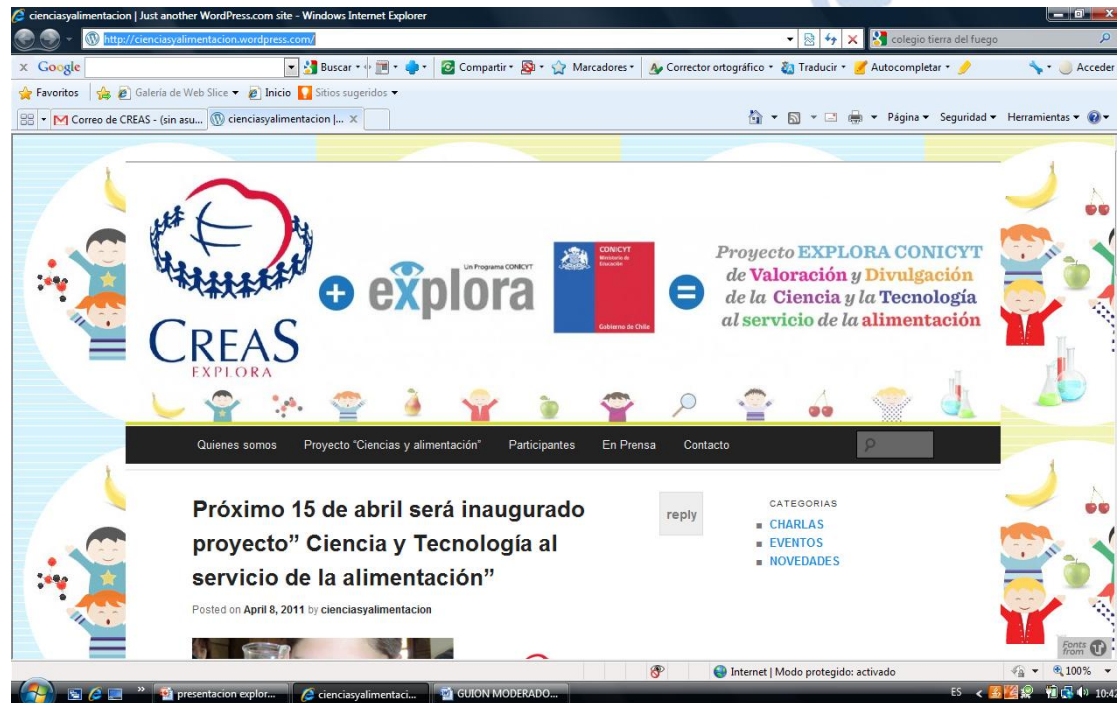 cienciasyalimentacion | Just another WordPress.com site - Windows Internet Explorer
http://cienciasyalimentacion.wordpress.com/
colegio tierra del fuego
x Google
Buscar
Compartir
Marcadores
Corrector ortográfico
Traducir
Autocompletar
Acceder
Favoritos
Galería de Web Slice
Inicio
Sitios sugeridos
Correo de CREAS - (sin asu...
cienciasyalimentacion |...
Página
Seguridad
Herramientas
CREAS
EXPLORA
+
Un Programa CONICYT
explora
CONICYT
Ministerio de
Educación
Gobierno de Chile
=
Proyecto EXPLORA CONICYT
de Valoración y Divulgación
de la Ciencia y la Tecnología
al servicio de la alimentación
Quienes somos
Proyecto "Ciencias y alimentación"
Participantes
En Prensa
Contacto
Próximo 15 de abril será inaugurado
proyecto" Ciencia y Tecnología al
servicio de la alimentación"
Posted on April 8, 2011 by cienciasyalimentacion
reply
CATEGORIAS
CHARLAS
EVENTOS
NOVEDADES
Fonts
from
Internet | Modo protegido: activado
100%
presentacion explor...
cienciasyalimentaci...
GUION MODERADO...
ES
10:42